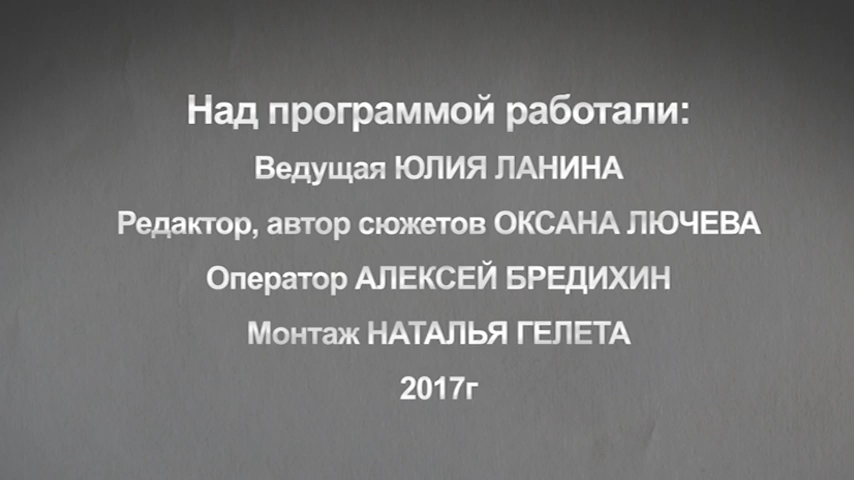 Над программой работали:
Ведущая ЮЛИЯ ЛАНИНА
Редактор, автор сюжетов ОКСАНА ЛЮЧЕВА
Оператор АЛЕКСЕЙ БРЕДИХИН
Монтаж НАТАЛЬЯ ГЕЛЕТА
2017г